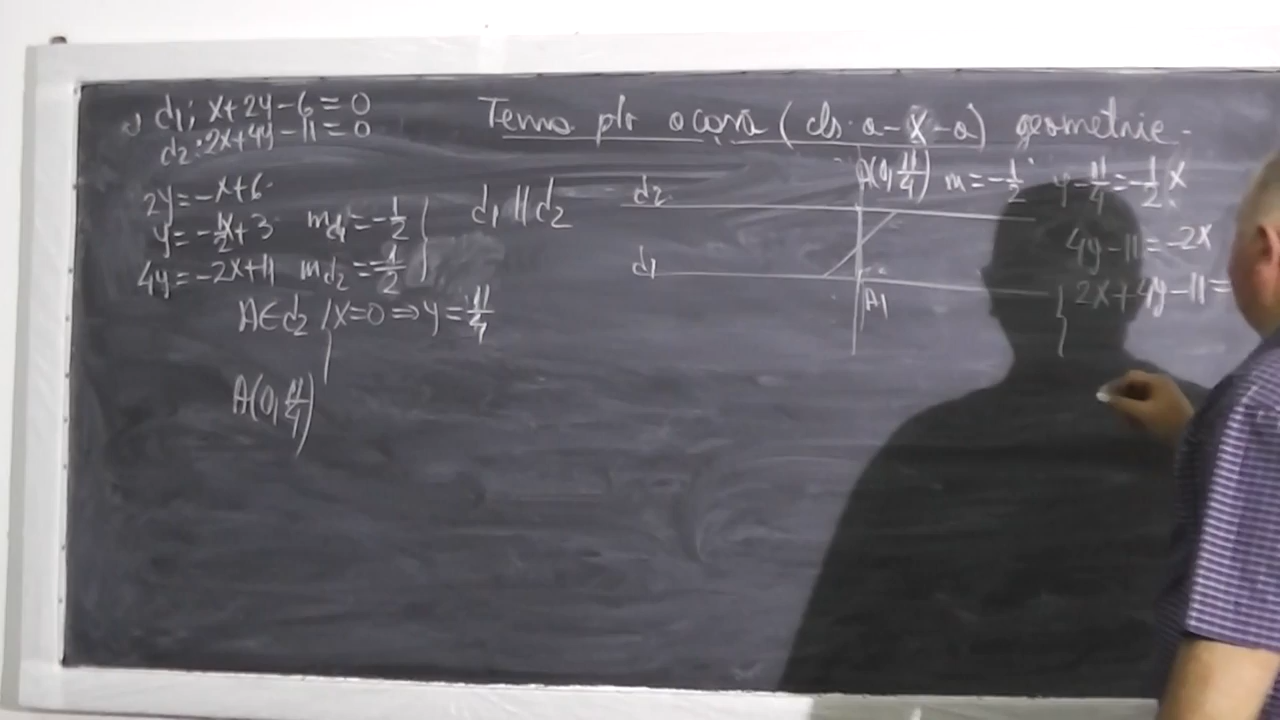 d1: x+2y-6=0
d2: 2x+4y-11=0
2y=-x+6
y=-x/2+3 md1=-1/2
4y=-2x+11 md2=-1/2
d1 || d2
A∈d2 / x=0 ⇒ y=11/4
A(0,11/4)
Tema ptr acasă (cls. a-X-a) geometrie.
A(0,11/4) m=-1/2 y-11/4=-1/2x
d2
4y-11=-2x
d1
2x+4y-11=
A1